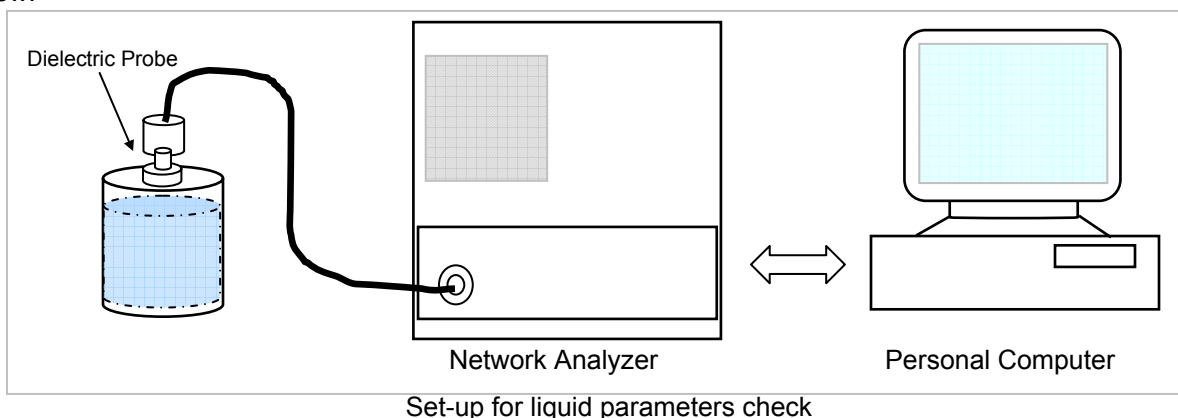 Dielectric Probe
Network Analyzer
Personal Computer
Set-up for liquid parameters check